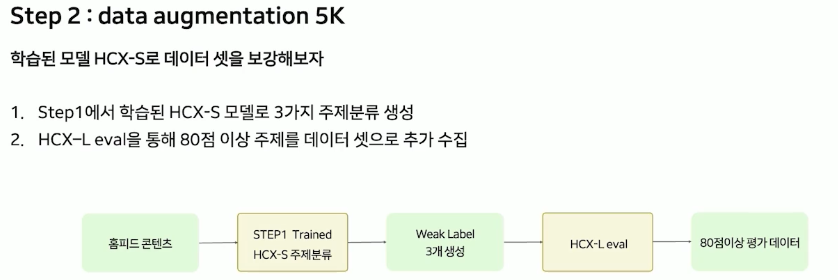 Step 2 : data augmentation 5K
학습된 모델 HCX-S로 데이터 셋을 보강해보자
1. Step1에서 학습된 HCX-S 모델로 3가지 주제분류 생성
2. HCX-L eval을 통해 80점 이상 주제를 데이터 셋으로 추가 수집
홈피드 콘텐츠
STEP1 Trained
HCX-S 주제분류
Weak Label
3개 생성
HCX-L eval
80점이상 평가 데이터